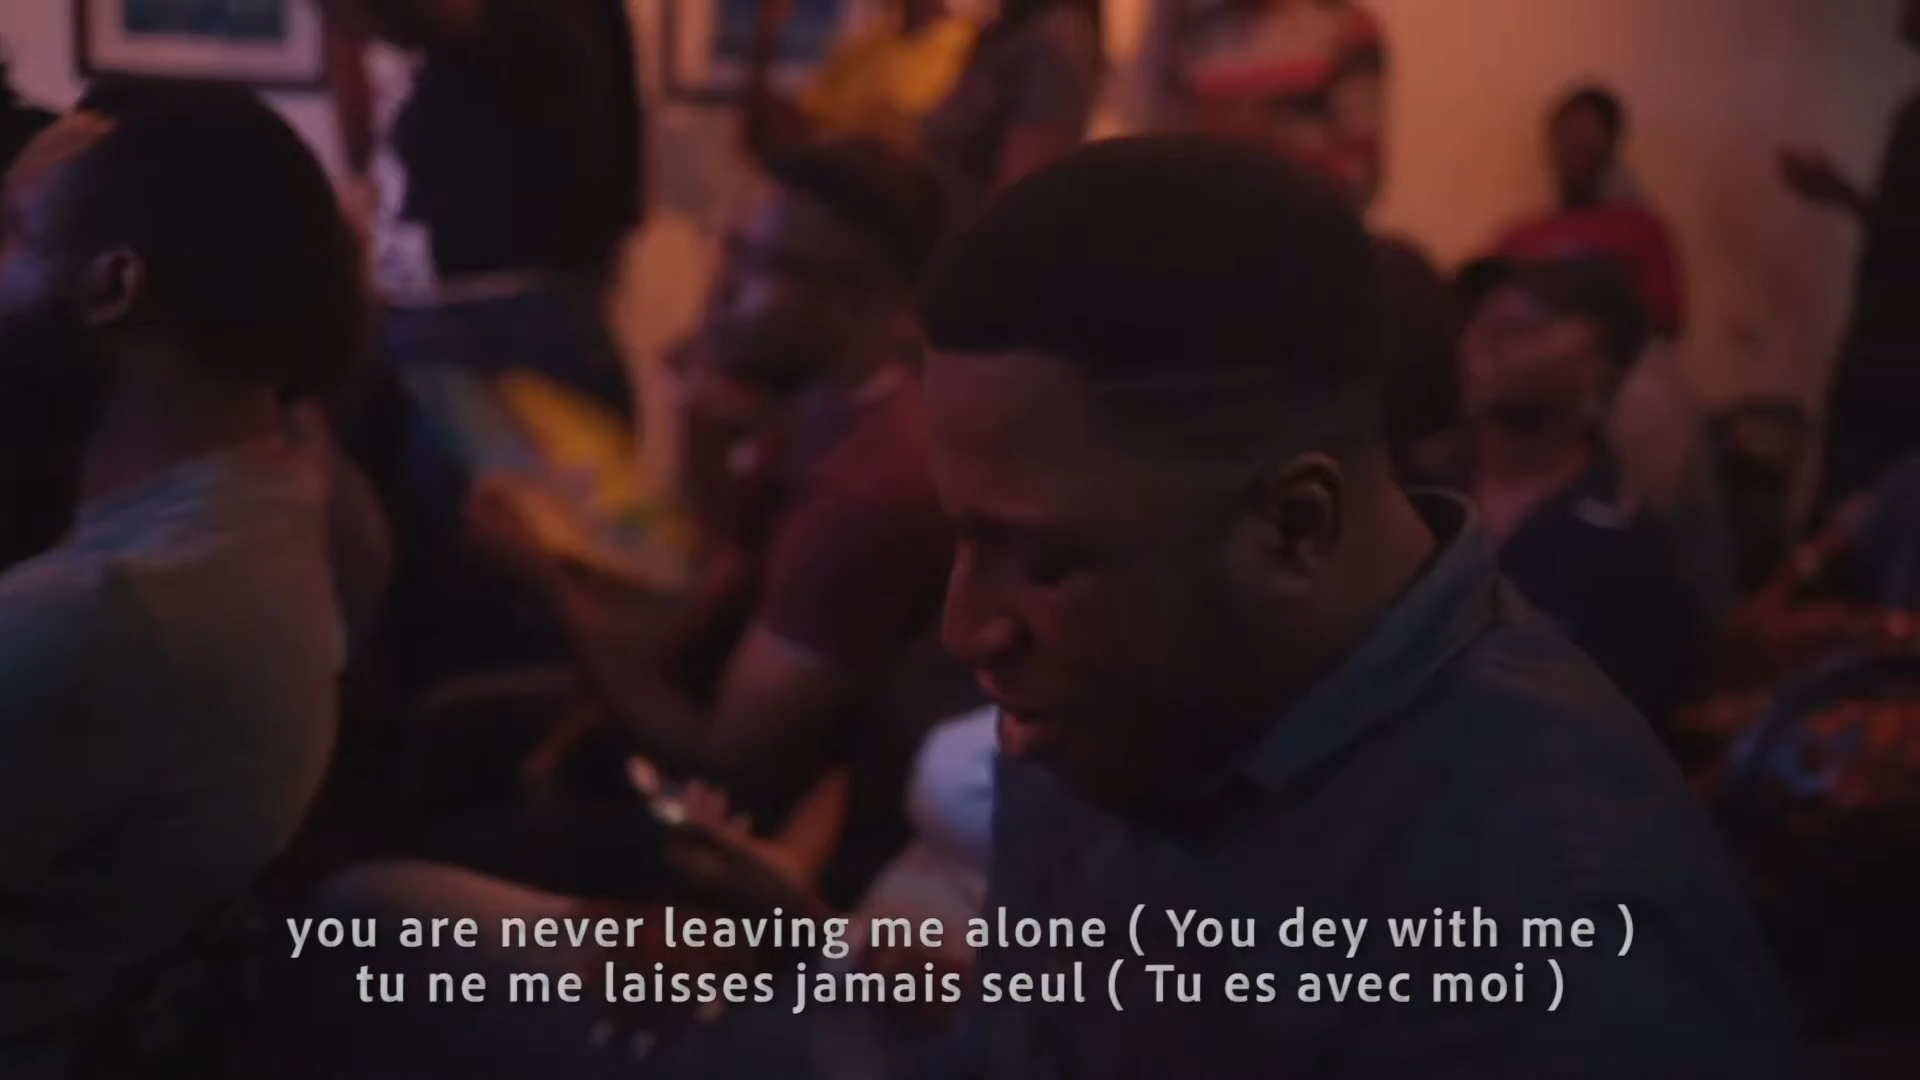 you are never leaving me alone ( You dey with me )
tu ne me laisses jamais seul ( Tu es avec moi )